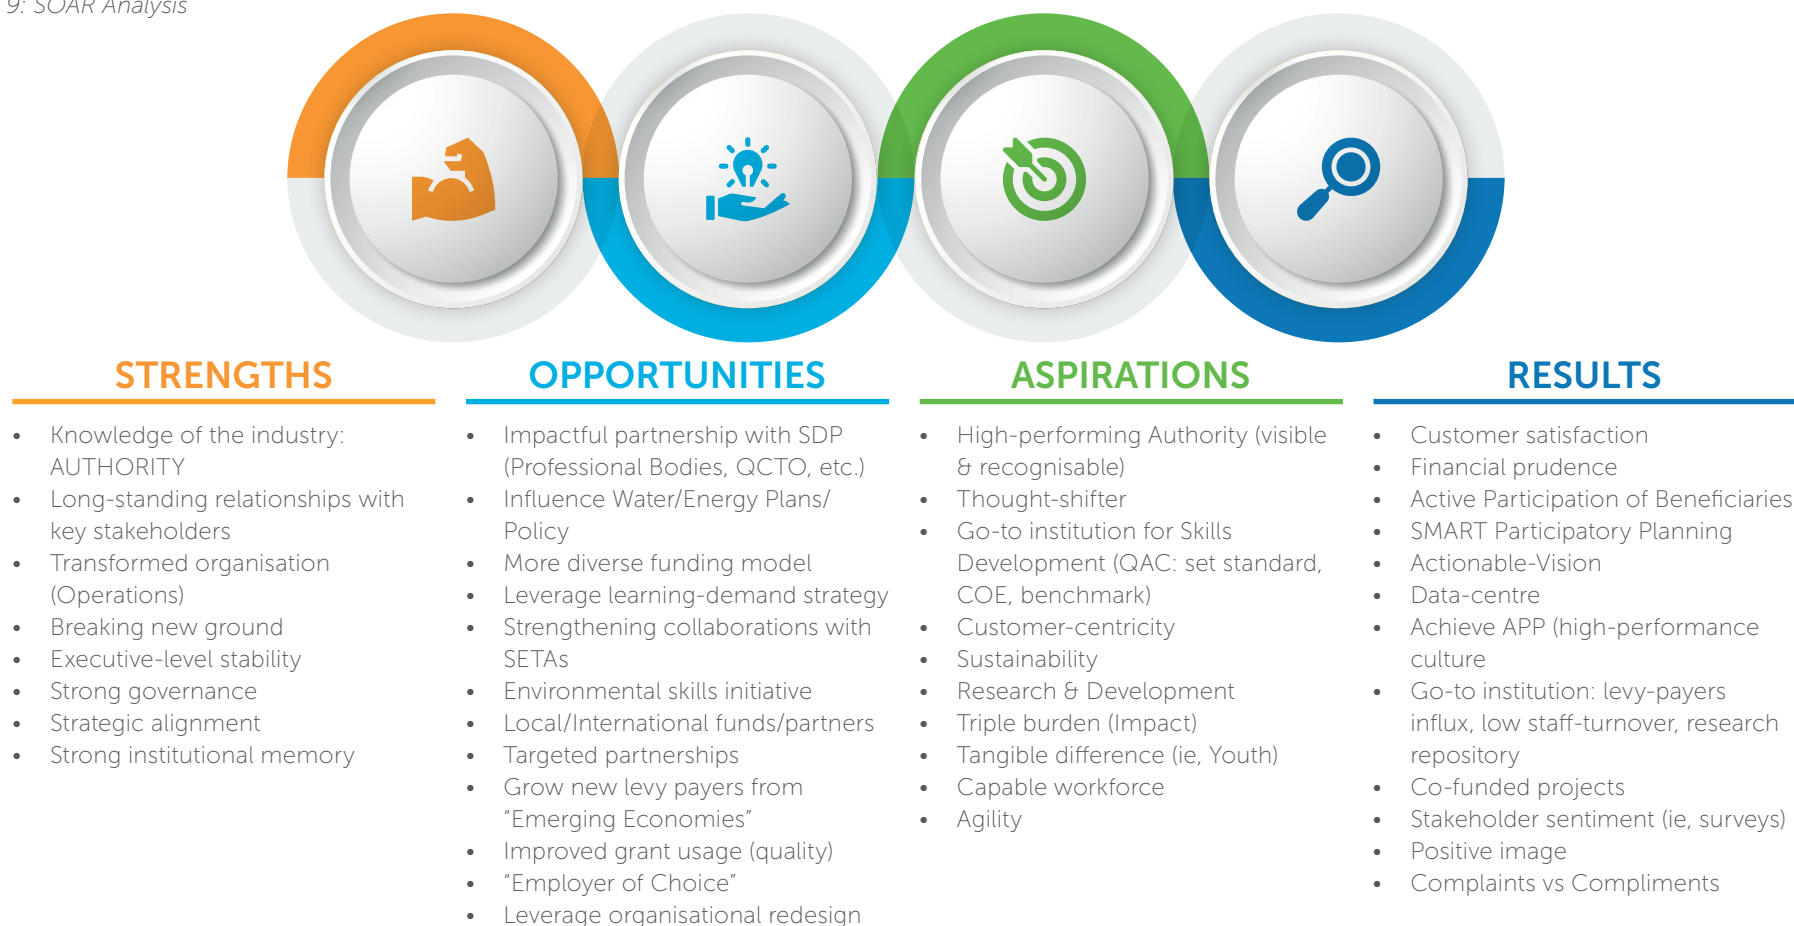 9: SOAR Analysis
STRENGTHS
• Knowledge of the industry:
AUTHORITY
• Long-standing relationships with
key stakeholders
• Transformed organisation
(Operations)
• Breaking new ground
• Executive-level stability
• Strong governance
• Strategic alignment
• Strong institutional memory
OPPORTUNITIES
• Impactful partnership with SDP
(Professional Bodies, QCTO, etc.)
• Influence Water/Energy Plans/
Policy
• More diverse funding model
• Leverage learning-demand strategy
• Strengthening collaborations with
SETAs
• Environmental skills initiative
• Local/International funds/partners
• Targeted partnerships
• Grow new levy payers from
“Emerging Economies”
• Improved grant usage (quality)
• “Employer of Choice”
• Leverage organisational redesign
ASPIRATIONS
• High-performing Authority (visible
& recognisable)
• Thought-shifter
• Go-to institution for Skills
Development (QAC: set standard,
COE, benchmark)
• Customer-centricity
• Sustainability
• Research & Development
• Triple burden (Impact)
• Tangible difference (ie, Youth)
• Capable workforce
• Agility
RESULTS
• Customer satisfaction
• Financial prudence
• Active Participation of Beneficiaries
• SMART Participatory Planning
• Actionable-Vision
• Data-centre
• Achieve APP (high-performance
culture
• Go-to institution: levy-payers
influx, low staff-turnover, research
repository
• Co-funded projects
• Stakeholder sentiment (ie, surveys)
• Positive image
• Complaints vs Compliments